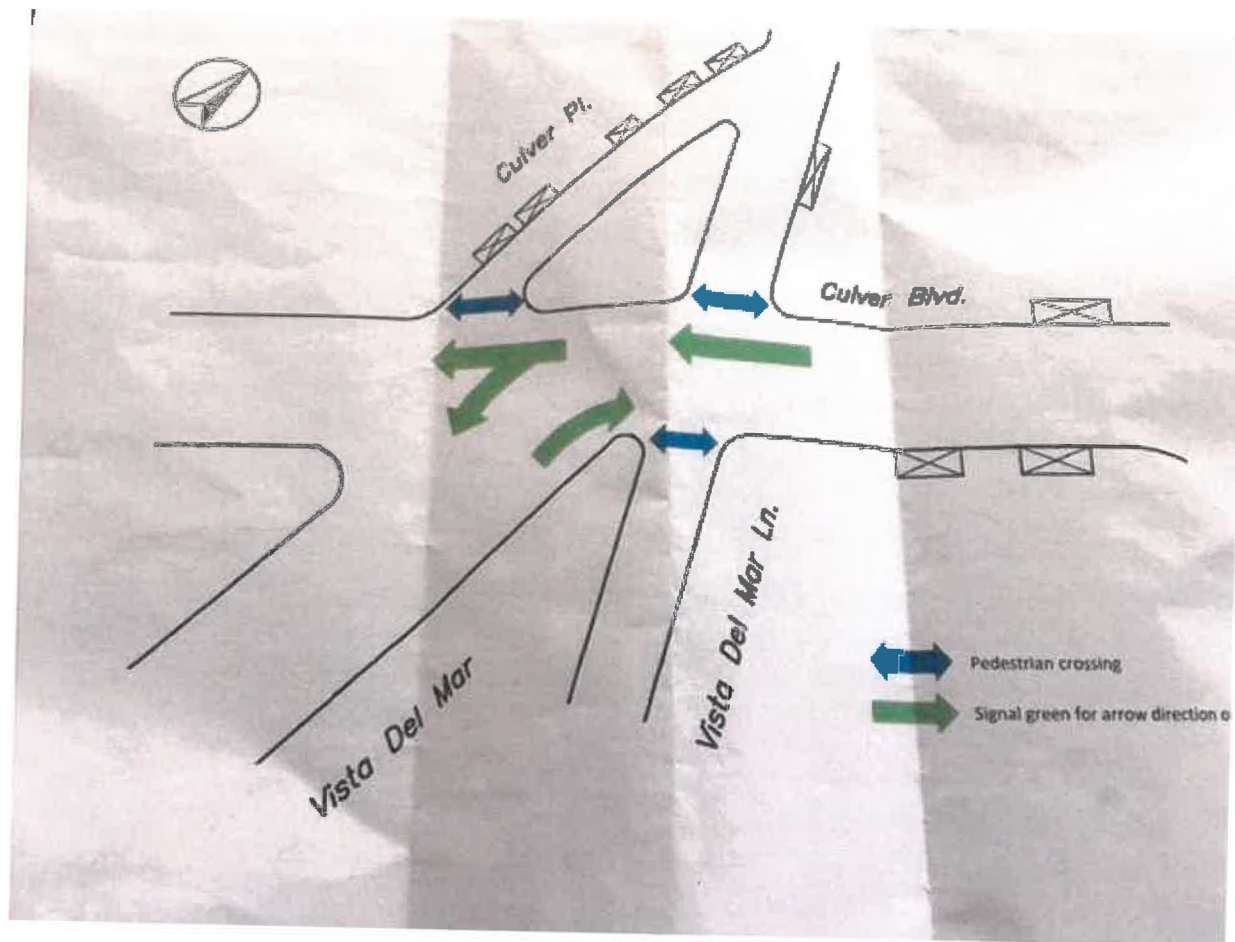 Culver Pl.
Culver Blvd.
Vista Del Mar
Vista Del Mar Ln.
Pedestrian crossing
Signal green for arrow direction o